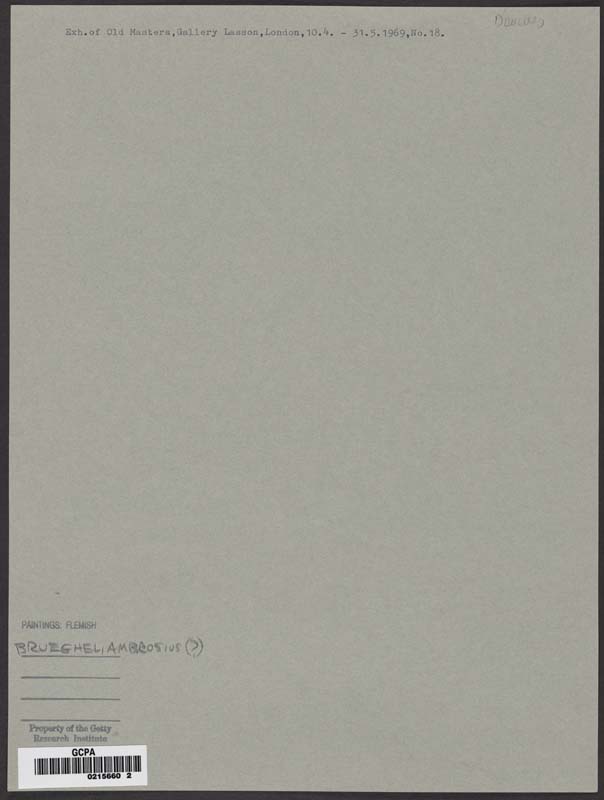 Exh.of Old Masters,Gallery Lasson,London,10.4. - 31.5.1969,No.18.
PAINTINGS: FLEMISH
BRUEGHEL, AMBROSIUS (?)
Property of the Getty
Research Institute
GCPA
0215660 2